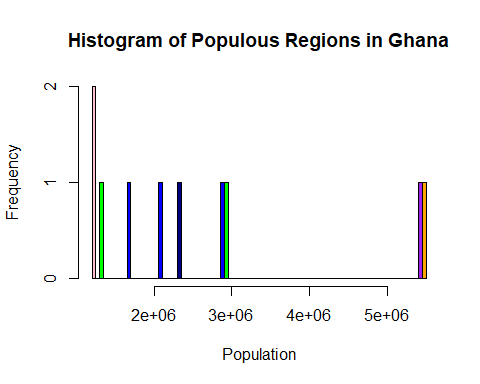 Histogram of Populous Regions in Ghana
Frequency
2
1
0
2e+06 3e+06 4e+06 5e+06
Population